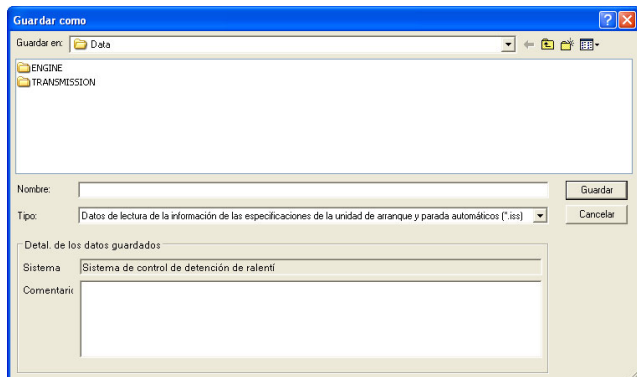 Guardar como
Guardar en: Data
ENGINE
TRANSMISSION
Nombre: Guardar
Tipo: Datos de lectura de la información de las especificaciones de la unidad de arranque y parada automáticos (*.iss) Cancelar
Detal. de los datos guardados
Sistema Sistema de control de detención de ralentí
Comentaric